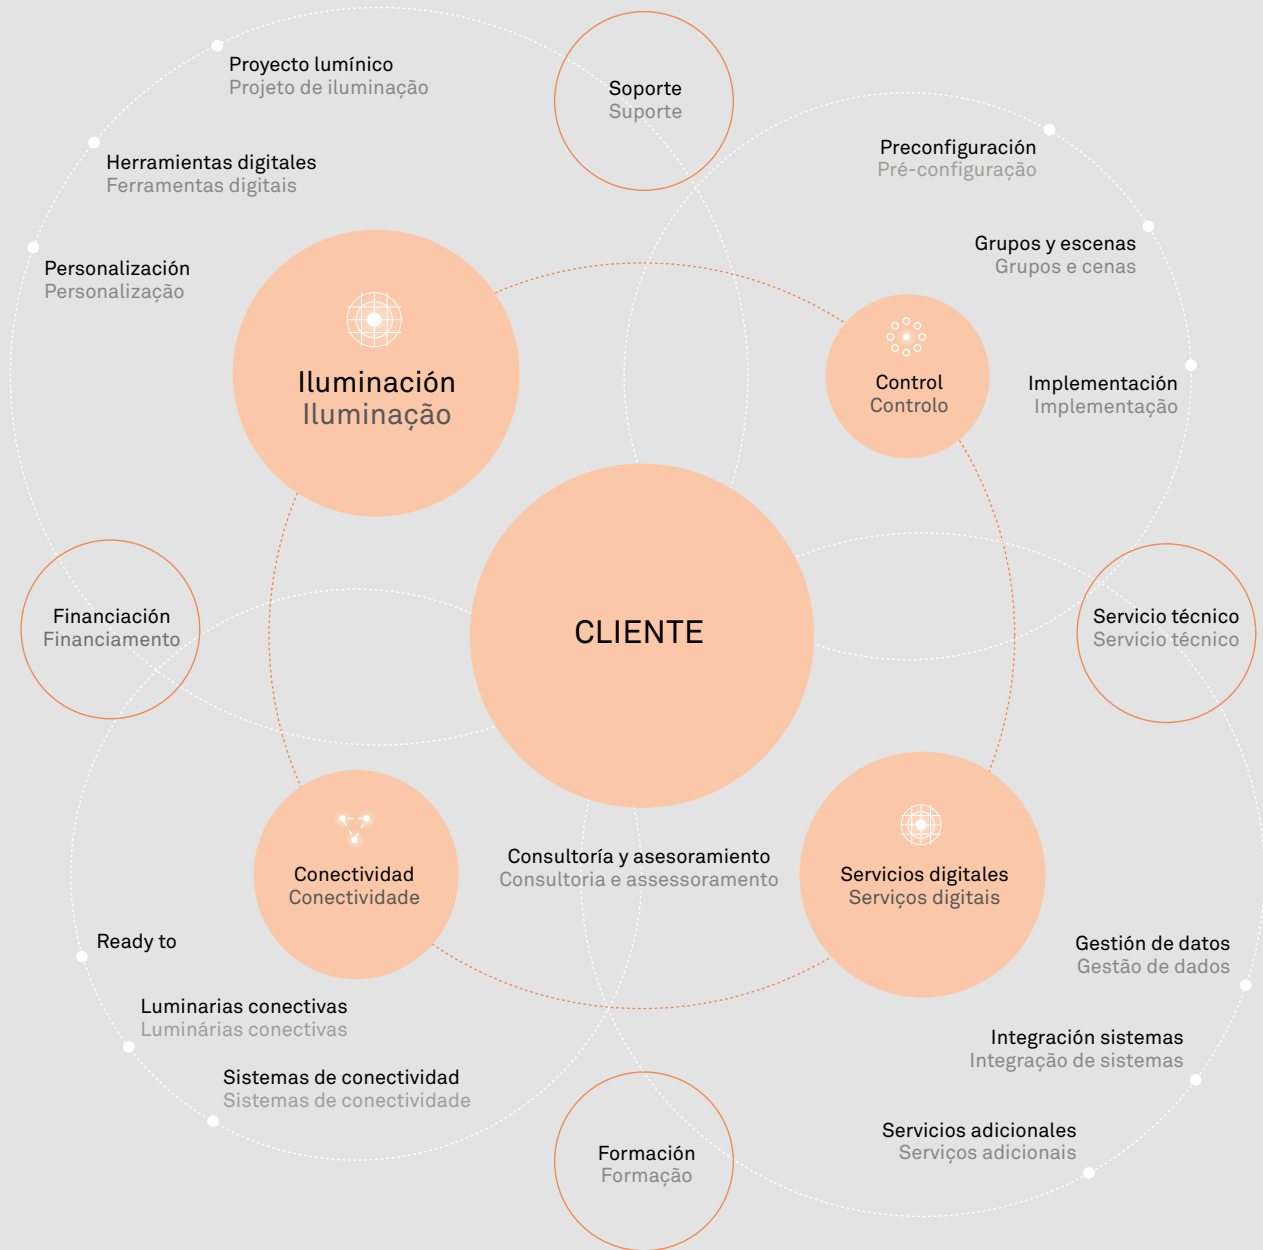 Proyecto lumínico
Projeto de iluminação
Soporte
Suporte
Preconfiguración
Pré-configuração
Herramientas digitales
Ferramentas digitais
Grupos y escenas
Grupos e cenas
Personalización
Personalização
Iluminación
Iluminação
Control
Controlo
Implementación
Implementação
Financiación
Financiamento
CLIENTE
Servicio técnico
Servicio técnico
Conectividad
Conectividade
Consultoría y asesoramiento
Consultoria e assessoramento
Servicios digitales
Serviços digitais
Ready to
Gestión de datos
Gestão de dados
Luminarias conectivas
Luminárias conectivas
Integración sistemas
Integração de sistemas
Sistemas de conectividad
Sistemas de conectividade
Servicios adicionales
Serviços adicionais
Formación
Formação